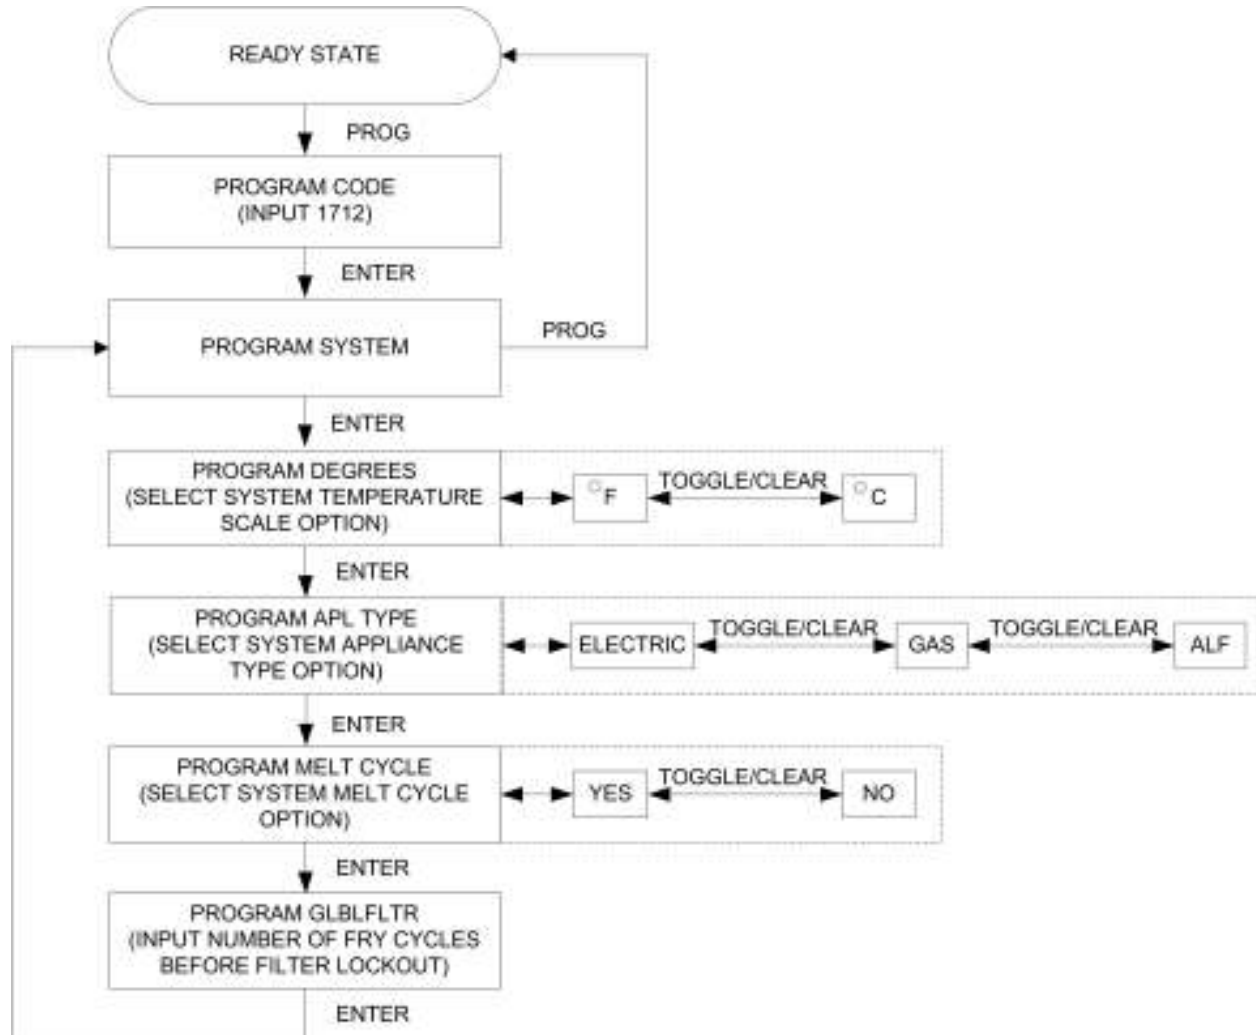 READY STATE
PROG
PROGRAM CODE
(INPUT 1712)
ENTER
PROGRAM SYSTEM
PROG
ENTER
PROGRAM DEGREES
(SELECT SYSTEM TEMPERATURE
SCALE OPTION)
°F
TOGGLE/CLEAR
°C
ENTER
PROGRAM APL TYPE
(SELECT SYSTEM APPLIANCE
TYPE OPTION)
ELECTRIC
TOGGLE/CLEAR
GAS
TOGGLE/CLEAR
ALF
ENTER
PROGRAM MELT CYCLE
(SELECT SYSTEM MELT CYCLE
OPTION)
YES
TOGGLE/CLEAR
NO
ENTER
PROGRAM GLBLFLTR
(INPUT NUMBER OF FRY CYCLES
BEFORE FILTER LOCKOUT)
ENTER